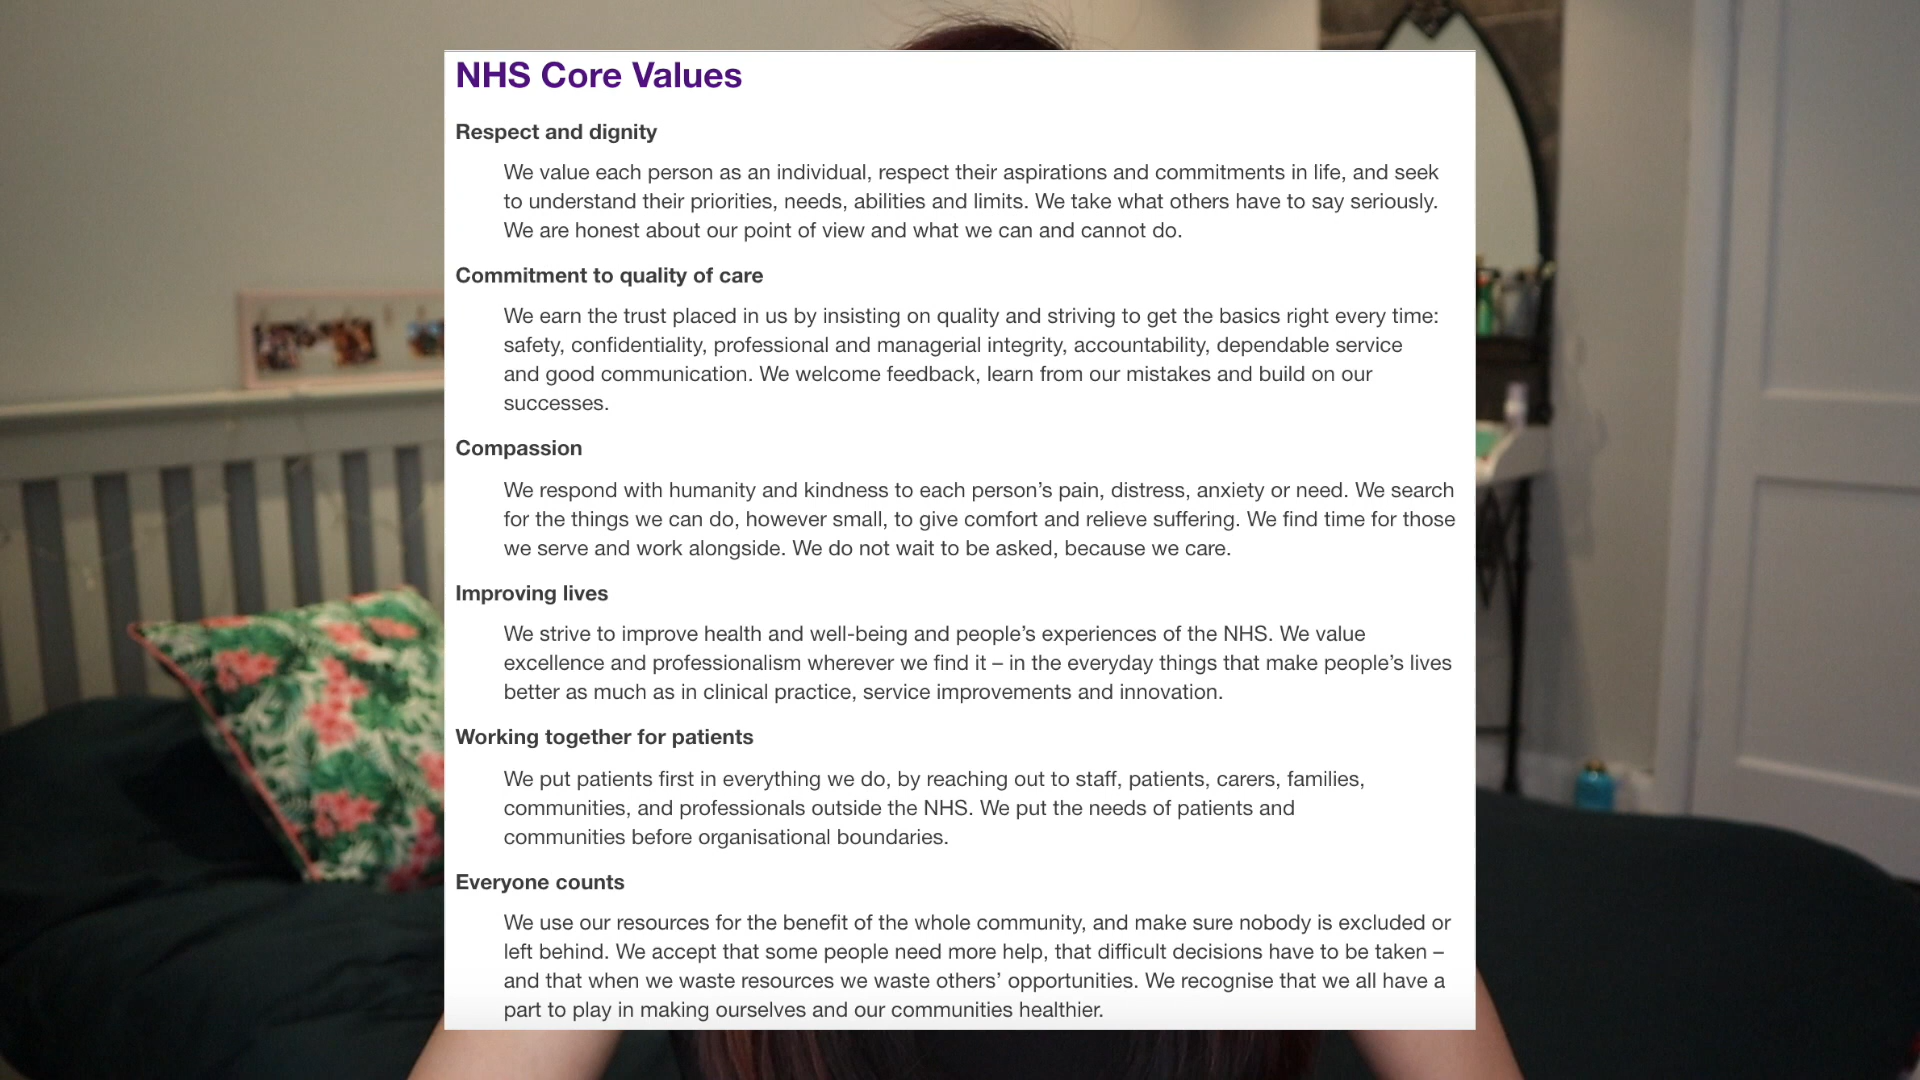 NHS Core Values
Respect and dignity
We value each person as an individual, respect their aspirations and commitments in life, and seek
to understand their priorities, needs, abilities and limits. We take what others have to say seriously.
We are honest about our point of view and what we can and cannot do.
Commitment to quality of care
We earn the trust placed in us by insisting on quality and striving to get the basics right every time:
safety, confidentiality, professional and managerial integrity, accountability, dependable service
and good communication. We welcome feedback, learn from our mistakes and build on our
successes.
Compassion
We respond with humanity and kindness to each person’s pain, distress, anxiety or need. We search
for the things we can do, however small, to give comfort and relieve suffering. We find time for those
we serve and work alongside. We do not wait to be asked, because we care.
Improving lives
We strive to improve health and well-being and people’s experiences of the NHS. We value
excellence and professionalism wherever we find it – in the everyday things that make people’s lives
better as much as in clinical practice, service improvements and innovation.
Working together for patients
We put patients first in everything we do, by reaching out to staff, patients, carers, families,
communities, and professionals outside the NHS. We put the needs of patients and
communities before organisational boundaries.
Everyone counts
We use our resources for the benefit of the whole community, and make sure nobody is excluded or
left behind. We accept that some people need more help, that difficult decisions have to be taken –
and that when we waste resources we waste others’ opportunities. We recognise that we all have a
part to play in making ourselves and our communities healthier.